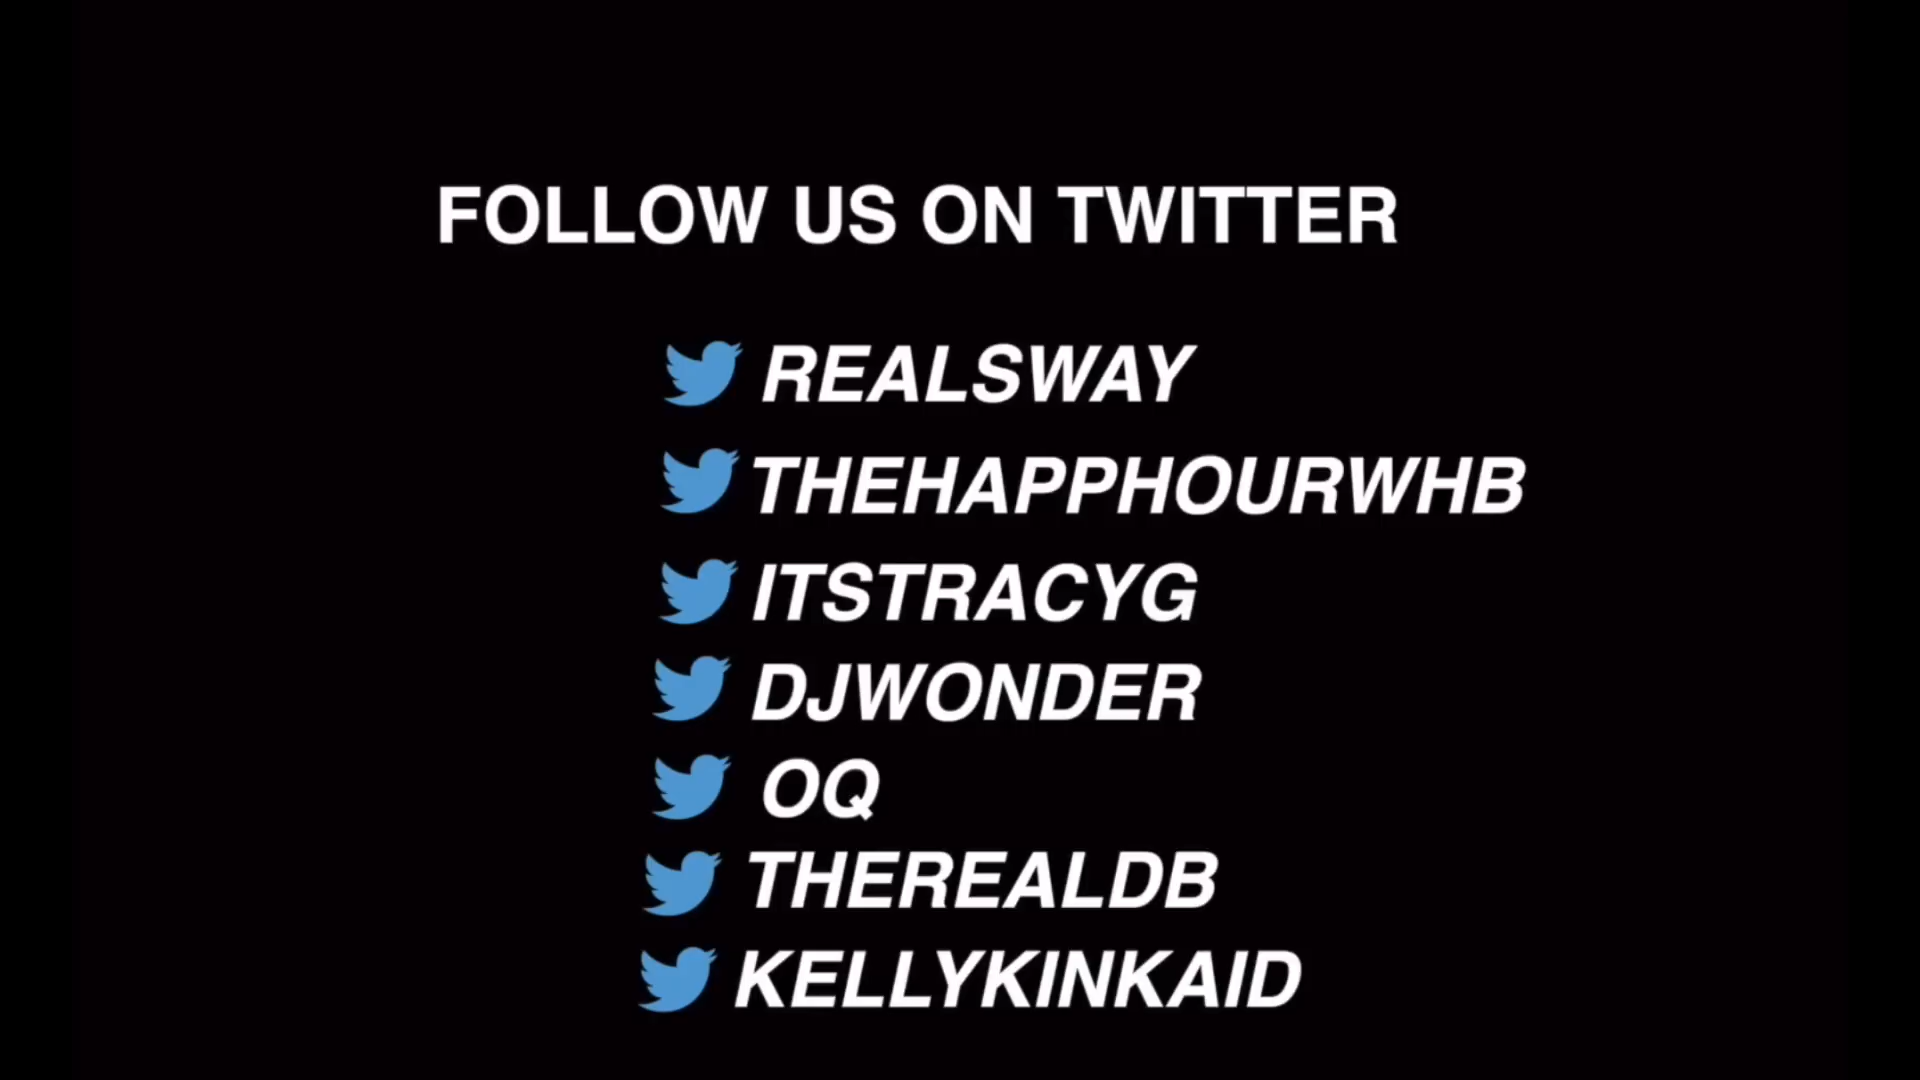 FOLLOW US ON TWITTER
REALSWAY
THEHAPPHOURWHB
ITSTRACYG
DJWONDER
OQ
THEREALDB
KELLYKINKAID